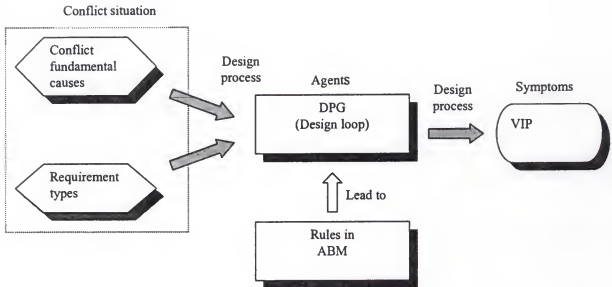 Conflict situation
Conflict
fundamental
causes
Requirement
types
Design
process
Agents
DPG
(Design loop)
Lead to
Rules in
ABM
Design
process
Symptoms
VIP